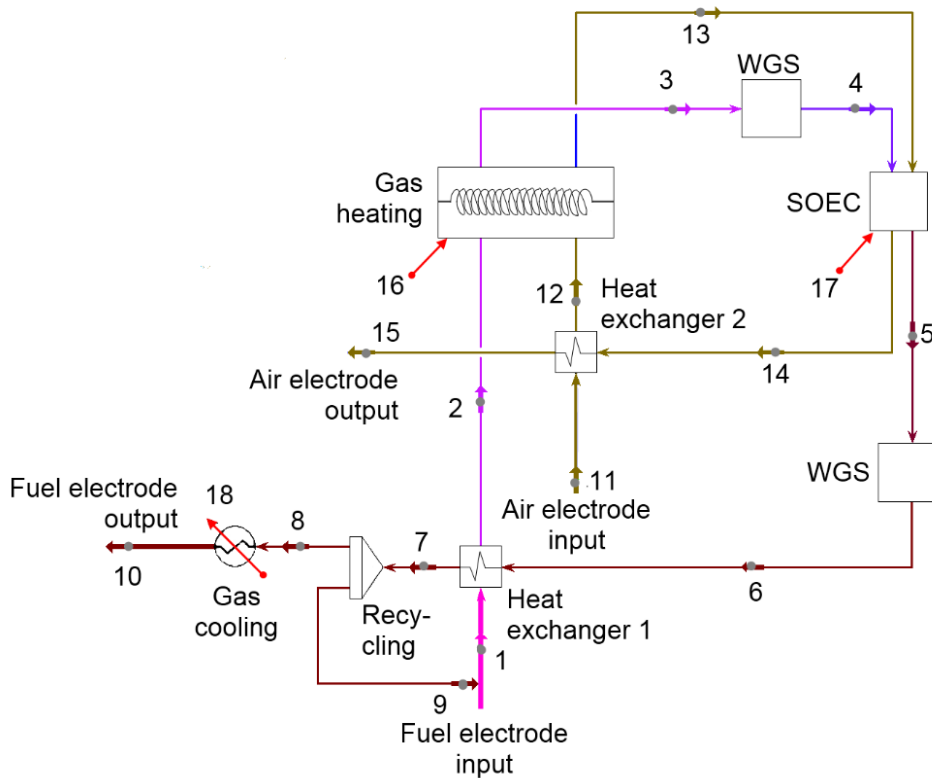 13
WGS
3
4
Gas
heating
SOEC
16
17
12
Heat
exchanger 2
15
5
14
Air electrode
output
2
WGS
Fuel electrode
output
18
11
Air electrode
input
8
7
10
6
Gas
cooling
Recy-
cling
Heat
exchanger 1
1
9
Fuel electrode
input